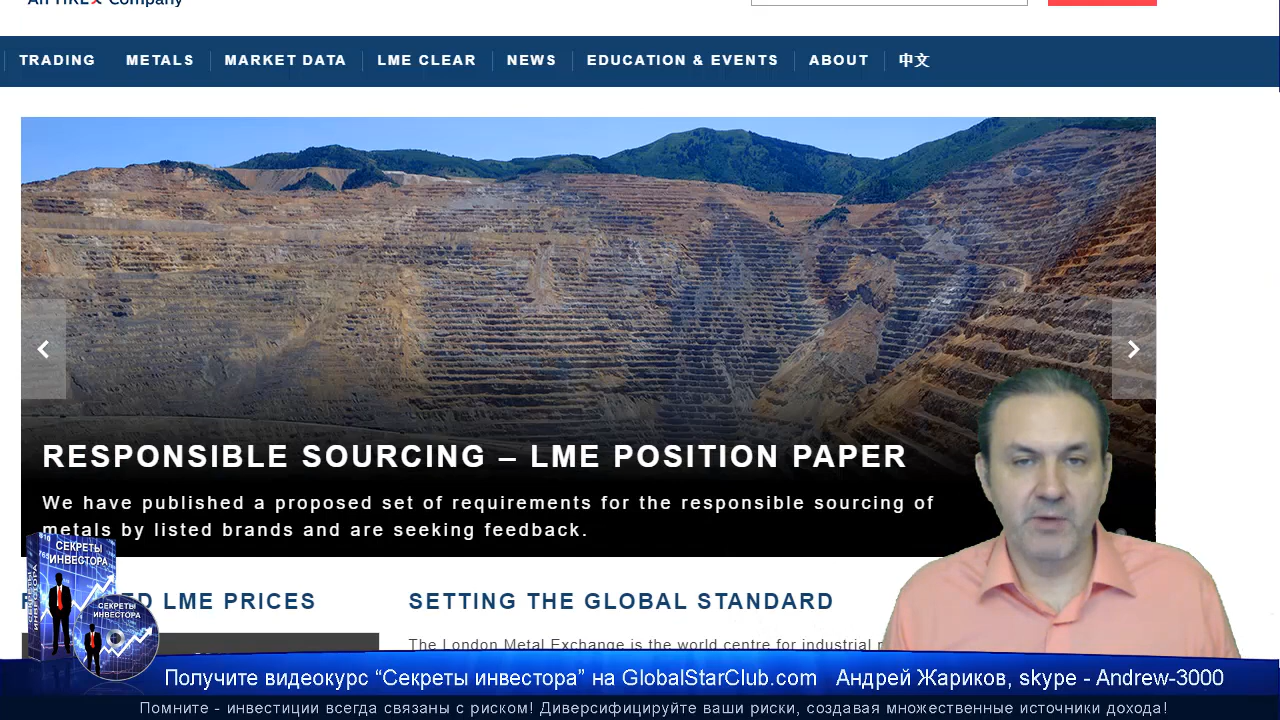 An HKEX Company
TRADING METALS MARKET DATA LME CLEAR NEWS EDUCATION & EVENTS ABOUT 中文
RESPONSIBLE SOURCING – LME POSITION PAPER
We have published a proposed set of requirements for the responsible sourcing of
metals by listed brands and are seeking feedback.
СЕКРЕТЫ
ИНВЕСТОРА
СЕКРЕТЫ
ИНВЕСТОРА
LME PRICES
SETTING THE GLOBAL STANDARD
The London Metal Exchange is the world centre for industrial
Получите видеокурс “Секреты инвестора” на GlobalStarClub.com Андрей Жариков, skype - Andrew-3000
Помните - инвестиции всегда связаны с риском! Диверсифицируйте ваши риски, создавая множественные источники дохода!